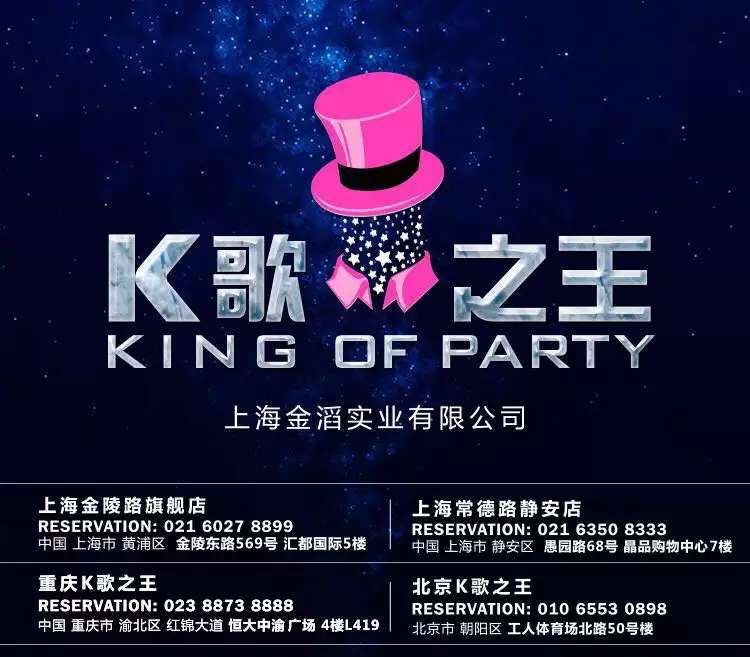 K歌之王
KING OF PARTY
上海金滔实业有限公司
上海金陵路旗舰店
RESERVATION: 021 6027 8899
中国 上海市 黄浦区 金陵东路569号 汇都国际5楼
上海常德路静安店
RESERVATION: 021 6350 8333
中国 上海市 静安区 愚园路68号 晶品购物中心7楼
重庆K歌之王
RESERVATION: 023 8873 8888
中国 重庆市 渝北区 红锦大道 恒大中渝广场 4楼L419
北京K歌之王
RESERVATION: 010 6553 0898
北京市 朝阳区 工人体育场北路50号楼